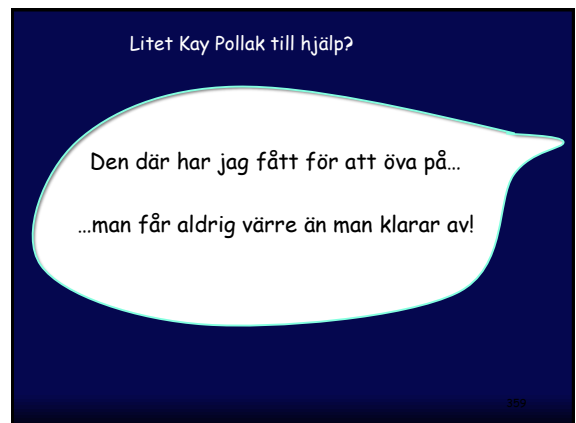 Litet Kay Pollak till hjälp?
Den där har jag fått för att öva på...
...man får aldrig värre än man klarar av!
359